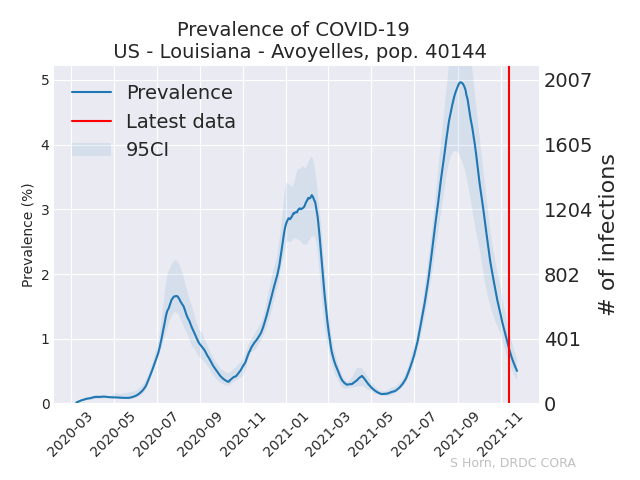 Prevalence of COVID-19
US - Louisiana - Avoyelles, pop. 40144
Prevalence
Latest data
95CI
Prevalence (%)
5
4
3
2
1
0
2007
1605
1204
802
401
0
# of infections
2020-03
2020-05
2020-07
2020-09
2020-11
2021-01
2021-03
2021-05
2021-07
2021-09
2021-11
S Horn, DRDC CORA